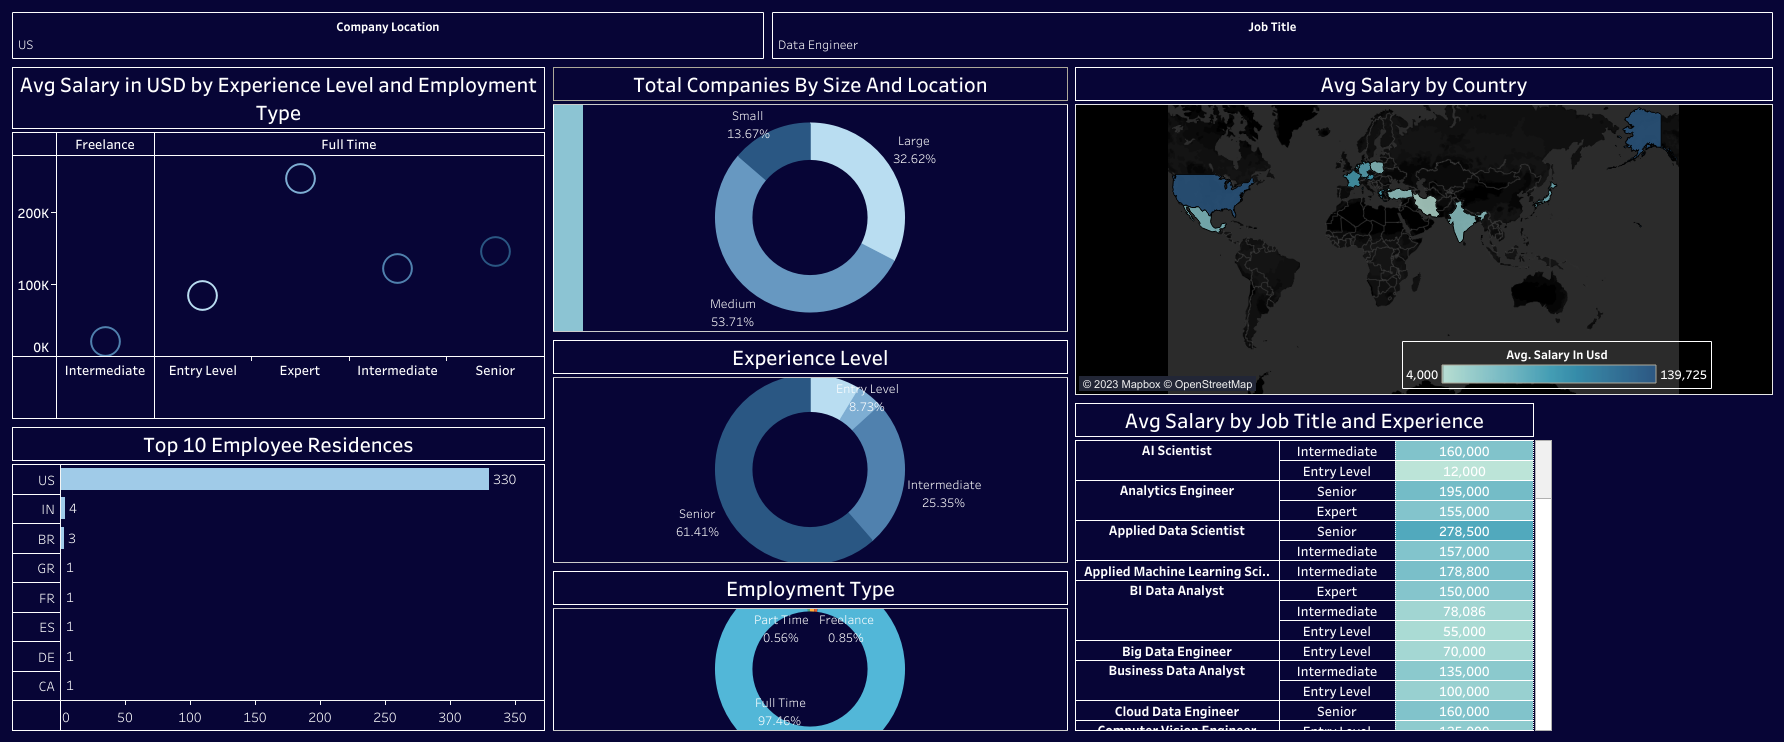 Company Location
US
Job Title
Data Engineer
Avg Salary in USD by Experience Level and Employment
Type
Freelance
Full Time
200K
100K
0K
Intermediate
Entry Level
Expert
Intermediate
Senior
Top 10 Employee Residences
US
330
IN
4
BR
3
GR
1
FR
1
ES
1
DE
1
CA
1
0
50
100
150
200
250
300
350
Total Companies By Size And Location
Small
13.67%
Large
32.62%
Medium
53.71%
Experience Level
Entry Level
8.73%
Intermediate
25.35%
Senior
61.41%
Employment Type
Part Time
0.56%
Freelance
0.85%
Full Time
97.46%
Avg Salary by Country
© 2023 Mapbox © OpenStreetMap
Avg. Salary In Usd
4,000
139,725
Avg Salary by Job Title and Experience
AI Scientist Intermediate 160,000
Entry Level 12,000
Analytics Engineer Senior 195,000
Expert 155,000
Applied Data Scientist Senior 278,500
Intermediate 157,000
Applied Machine Learning Sci.. Intermediate 178,800
BI Data Analyst Expert 150,000
Intermediate 78,086
Entry Level 55,000
Big Data Engineer Entry Level 70,000
Business Data Analyst Intermediate 135,000
Entry Level 100,000
Cloud Data Engineer Senior 160,000
Computer Vision Engineer Entry Level